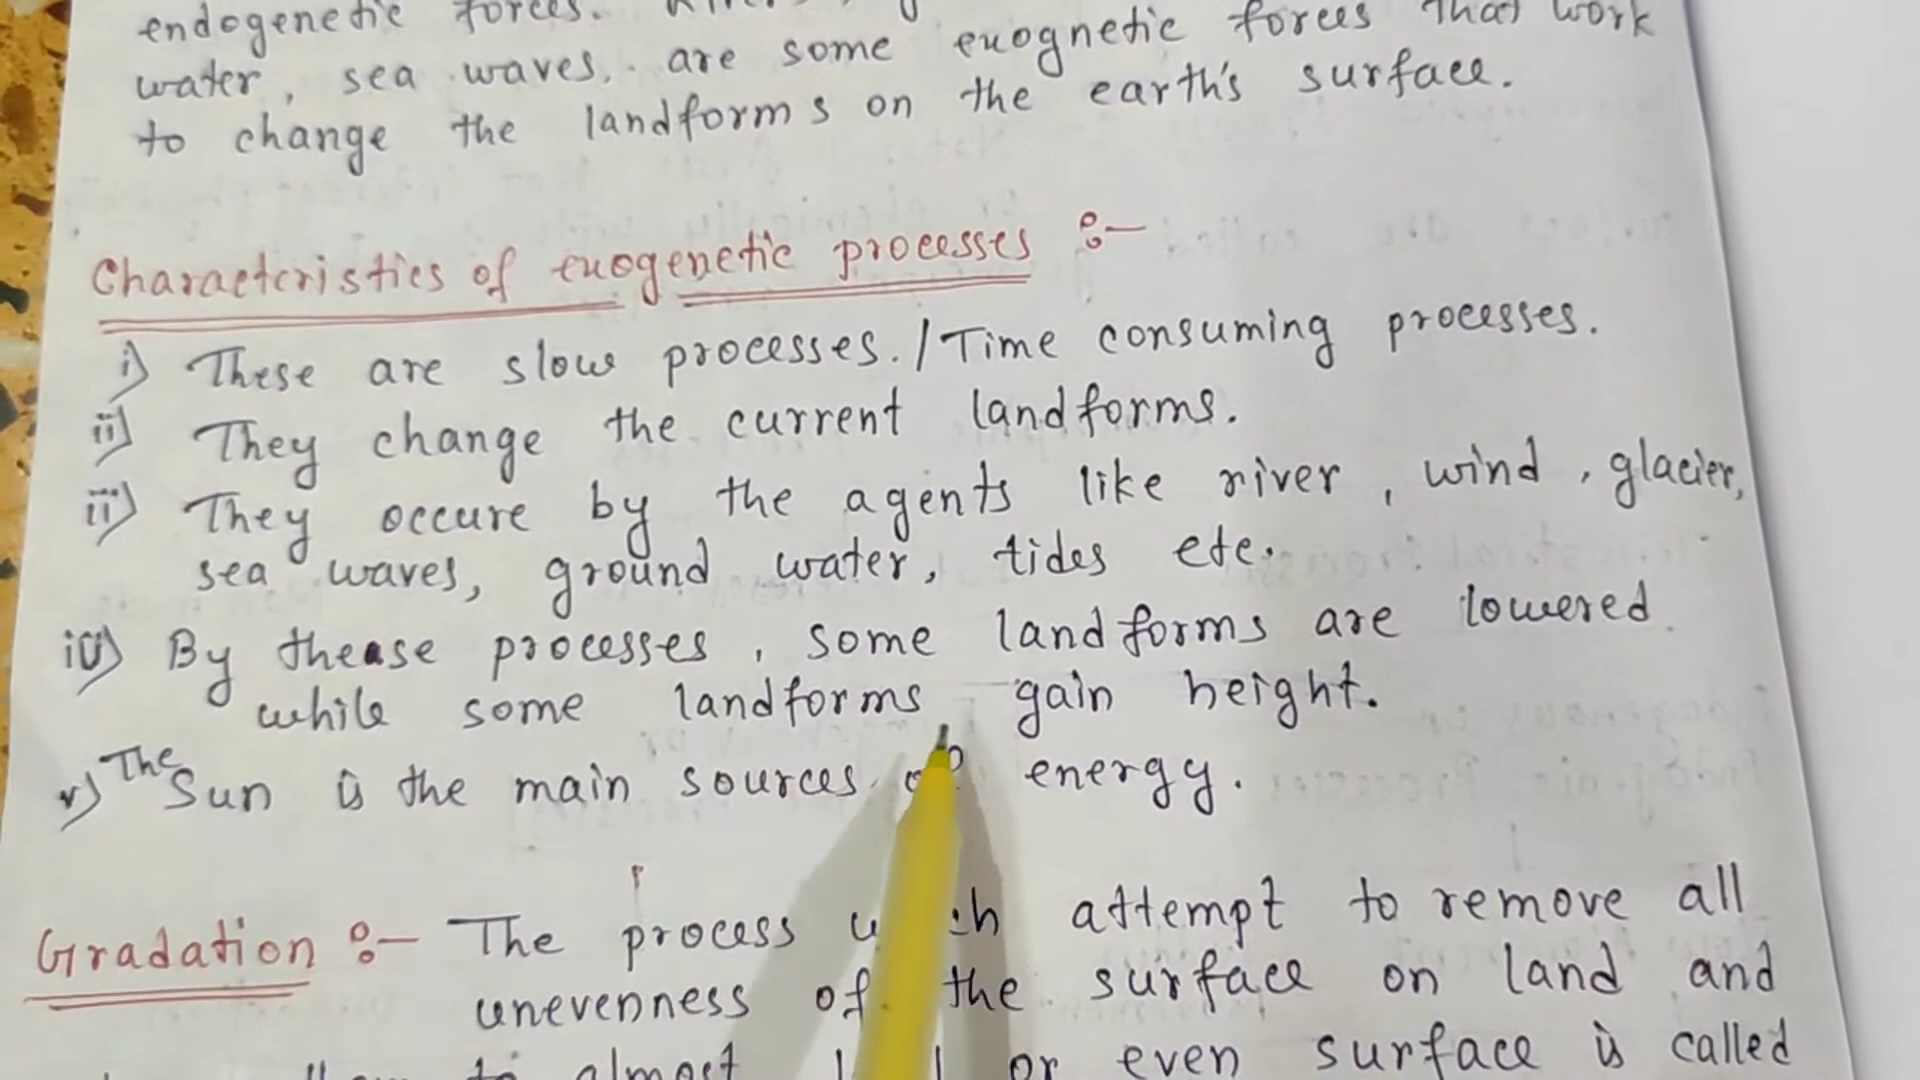 endogenetic forces.
water, sea waves, are some exognetic forces that work
to change the landforms on the earth's surface.
Characteristics of exogenetic processes :-
i) These are slow processes. / Time consuming processes.
ii) They change the current landforms.
iii) They occure by the agents like river, wind, glacier,
sea waves, ground water, tides etc.
iv) By thease processes, some landforms are lowered
while some landforms gain height.
v) The Sun is the main sources of energy.
Gradation :- The process attempt to remove all
unevenness of the surface on land and
to almost or even surface is called